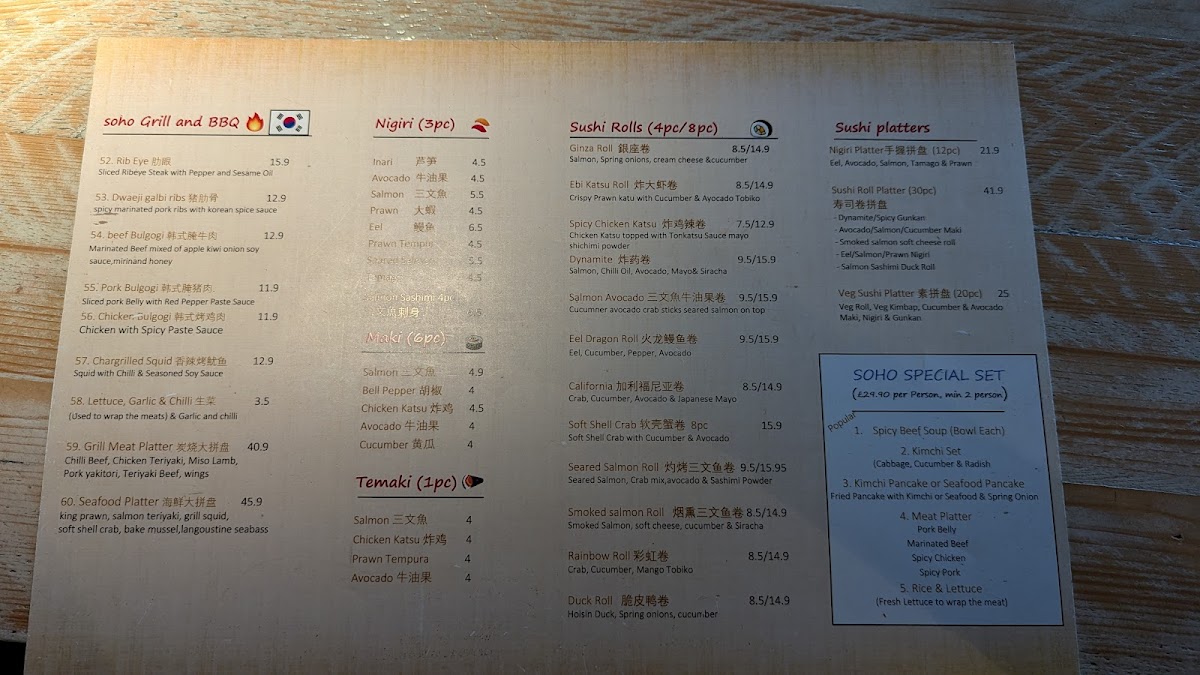 soho Grill and BBQ
52. Rib Eye 肋眼 15.9
Sliced Ribeye Steak with Pepper and Sesame Oil
53. Dwaeji galbi ribs 猪肋骨 12.9
spicy marinated pork ribs with korean spice sauce
54. beef Bulgogi 韩式腌牛肉 12.9
Marinated Beef mixed of apple kiwi onion soy
sauce,mirinand honey
55. Pork Bulgogi 韩式腌猪肉 11.9
Sliced pork Belly with Red Pepper Paste Sauce
56. Chicken Bulgogi 韩式烤鸡肉 11.9
Chicken with Spicy Paste Sauce
57. Chargrilled Squid 香辣烤鱿鱼 12.9
Squid with Chilli & Seasoned Soy Sauce
58. Lettuce, Garlic & Chilli 生菜 3.5
(Used to wrap the meats) & Garlic and chilli
59. Grill Meat Platter 炭烧大拼盘 40.9
Chilli Beef, Chicken Teriyaki, Miso Lamb,
Pork yakitori, Teriyaki Beef, wings
60. Seafood Platter 海鲜大拼盘 45.9
king prawn, salmon teriyaki, grill squid,
soft shell crab, bake mussel,langoustine seabass
Nigiri (3pc)
Inari 芦笋 4.5
Avocado 牛油果 4.5
Salmon 三文魚 5.5
Prawn 大蝦 4.5
Eel 鳗鱼 6.5
Prawn Tempura 4.5
Seared Salmon 5.5
4.5
Salmon Sashimi 4pc
三文魚刺身
Maki (6pc)
Salmon 三文魚 4.9
Bell Pepper 胡椒 4
Chicken Katsu 炸鸡 4.5
Avocado 牛油果 4
Cucumber 黄瓜 4
Temaki (1pc)
Salmon 三文魚 4
Chicken Katsu 炸鸡 4
Prawn Tempura 4
Avocado 牛油果 4
Sushi Rolls (4pc/8pc)
Ginza Roll 銀座卷 8.5/14.9
Salmon, Spring onions, cream cheese &cucumber
Ebi Katsu Roll 炸大虾卷 8.5/14.9
Crispy Prawn katu with Cucumber & Ayocado Tobiko
Spicy Chicken Katsu 炸鸡辣卷 7.5/12.9
Chicken Katsu topped with Tonkatsu Sauce mayo
shichimi powder
Dynamite 炸药卷 9.5/15.9
Salmon, Chilli Oil, Avocado, Mayo& Siracha
Salmon Avocado 三文魚牛油果卷 9.5/15.9
Cucumner avocado crab sticks seared salmon on top
Eel Dragon Roll 火龙鳗鱼卷 9.5/15.9
Eel, Cucumber, Pepper, Avocado
California 加利福尼亚卷 8.5/14.9
Crab, Cucumber, Avocado & Japanese Mayo
Soft Shell Crab 软壳蟹卷 8pc 15.9
Soft Shell Crab with Cucumber & Avocado
Seared Salmon Roll 灼烤三文鱼卷 9.5/15.95
Seared Salmon, Crab mix,avocado & Sashimi Powder
Smoked salmon Roll 烟熏三文鱼卷 8.5/14.9
Smoked Salmon, soft cheese, cucumber & Siracha
Rainbow Roll 彩虹卷 8.5/14.9
Crab, Cucumber, Mango Tobiko
Duck Roll 脆皮鸭卷 8.5/14.9
Hoisin Duck, Spring onions, cucumber
Sushi platters
Nigiri Platter手握拼盘 (12pc) 21.9
Eel, Avocado, Salmon, Tamago & Prawn
Sushi Roll Platter (30pc) 41.9
寿司卷拼盘
- Dynamite/Spicy Gunkan
- Avocado/Salmon/Cucumber Maki
- Smoked salmon soft cheese roll
- Eel/Salmon/Prawn Nigiri
- Salmon Sashimi Duck Roll
Veg Sushi Platter 素拼盘 (20pc) 25
Veg Roll, Veg Kimbap, Cucumber & Avocado
Maki, Nigiri & Gunkan
SOHO SPECIAL SET
(£29.90 per Person, min 2 person)
Popular
1. Spicy Beef Soup (Bowl Each)
2. Kimchi Set
(Cabbage, Cucumber & Radish
3. Kimchi Pancake or Seafood Pancake
Fried Pancake with Kimchi or Seafood & Spring Onion
4. Meat Platter
Pork Belly
Marinated Beef
Spicy Chicken
Spicy Pork
5. Rice & Lettuce
(Fresh Lettuce to wrap the meat)